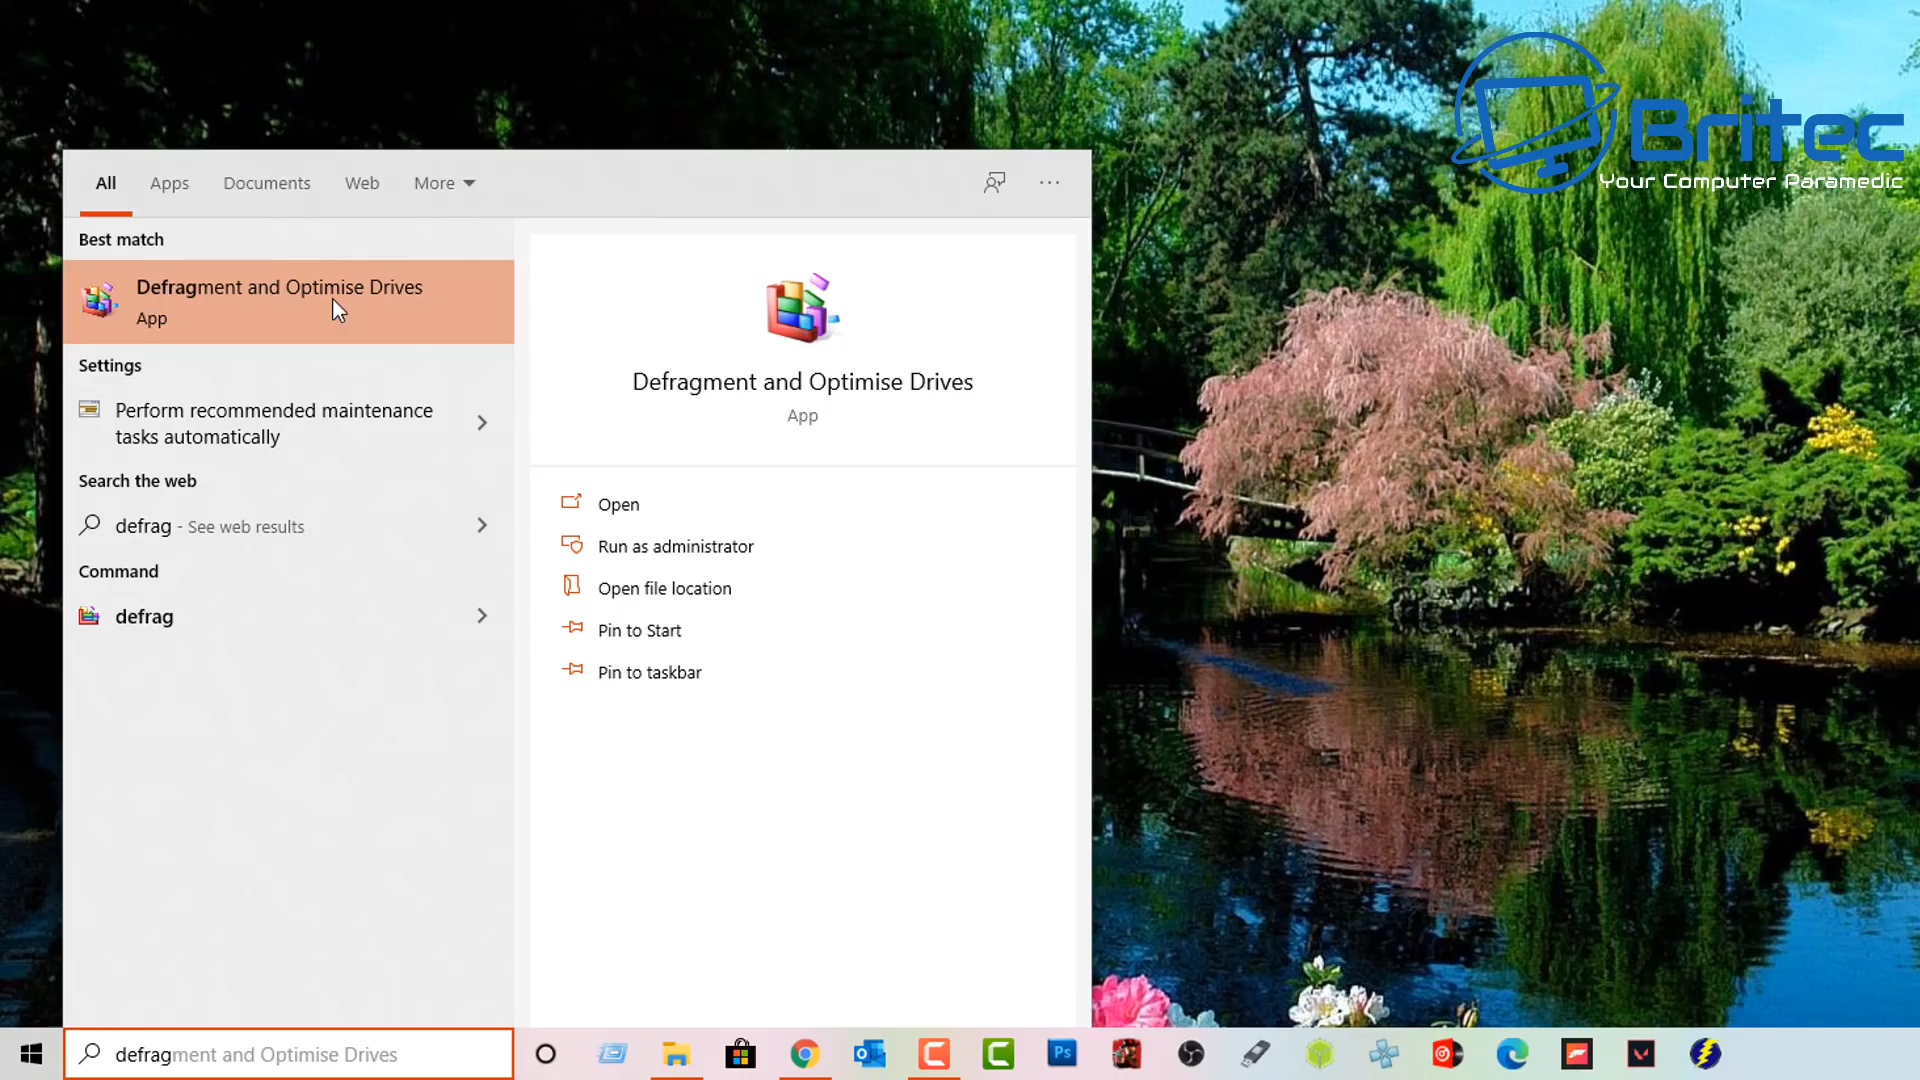 Britec
Your Computer Paramedic
All Apps Documents Web More
Best match
Defragment and Optimise Drives
App
Settings
Perform recommended maintenance
tasks automatically
Search the web
defrag - See web results
Command
defrag
Defragment and Optimise Drives
App
Open
Run as administrator
Open file location
Pin to Start
Pin to taskbar
defragment and Optimise Drives
Ps